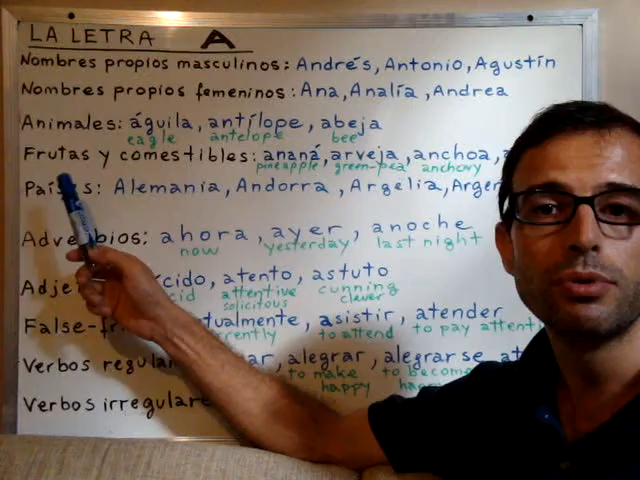 LA LETRA A
Nombres propios masculinos: Andrés, Antonio, Agustín
Nombres propios femeninos: Ana, Analía, Andrea
Animales: águila, antílope, abeja
eagle antelope bee
Frutas y comestibles: ananá, arveja, anchoa,
pineapple green-pea anchovy
: Alemania, Andorra, Argelia,
: ahora, ayer, anoche
now yesterday last night
atento, astuto
attentive cunning
solicitous clever
asistir, atender
to attend to pay
Verbos alegrar, alegrarse,
to make to become
happy
Verbos